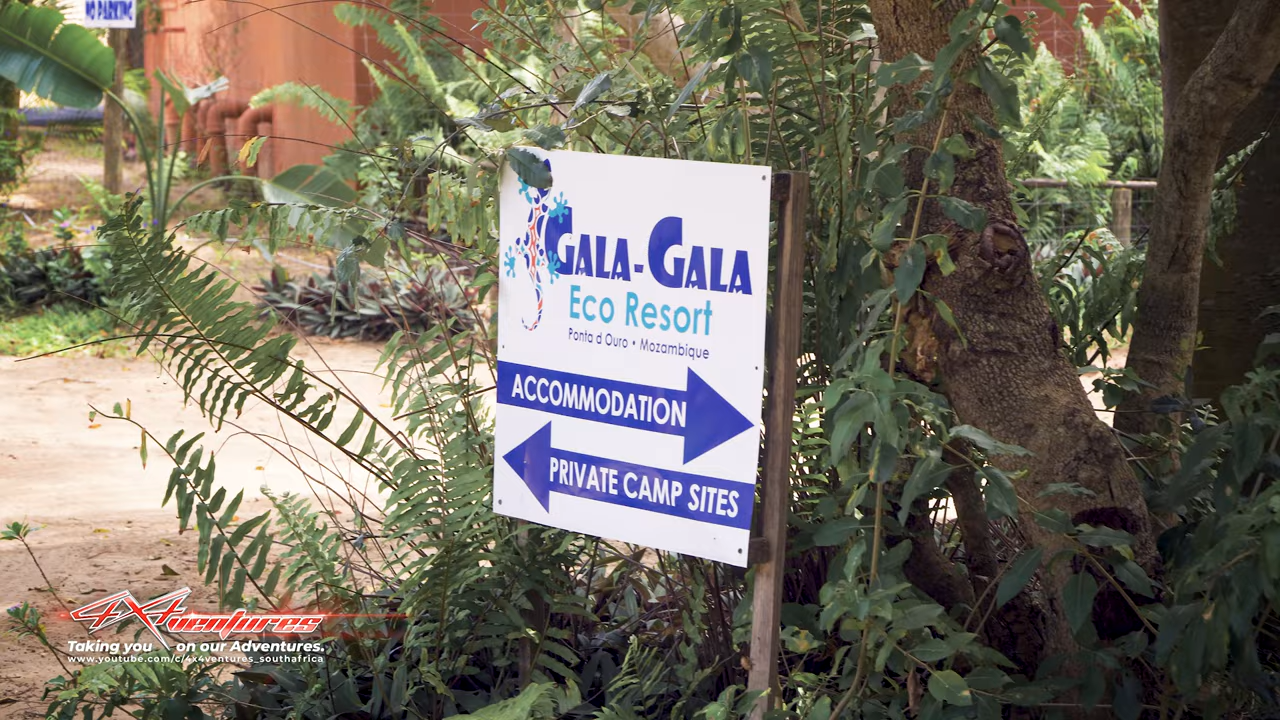 NO PARKING
GALA-GALA
Eco Resort
Ponta d Ouro • Mozambique
ACCOMMODATION
PRIVATE CAMP SITES
4x4ventures
Taking you on our Adventures.
www.youtube.com/c/4x4ventures_southafrica